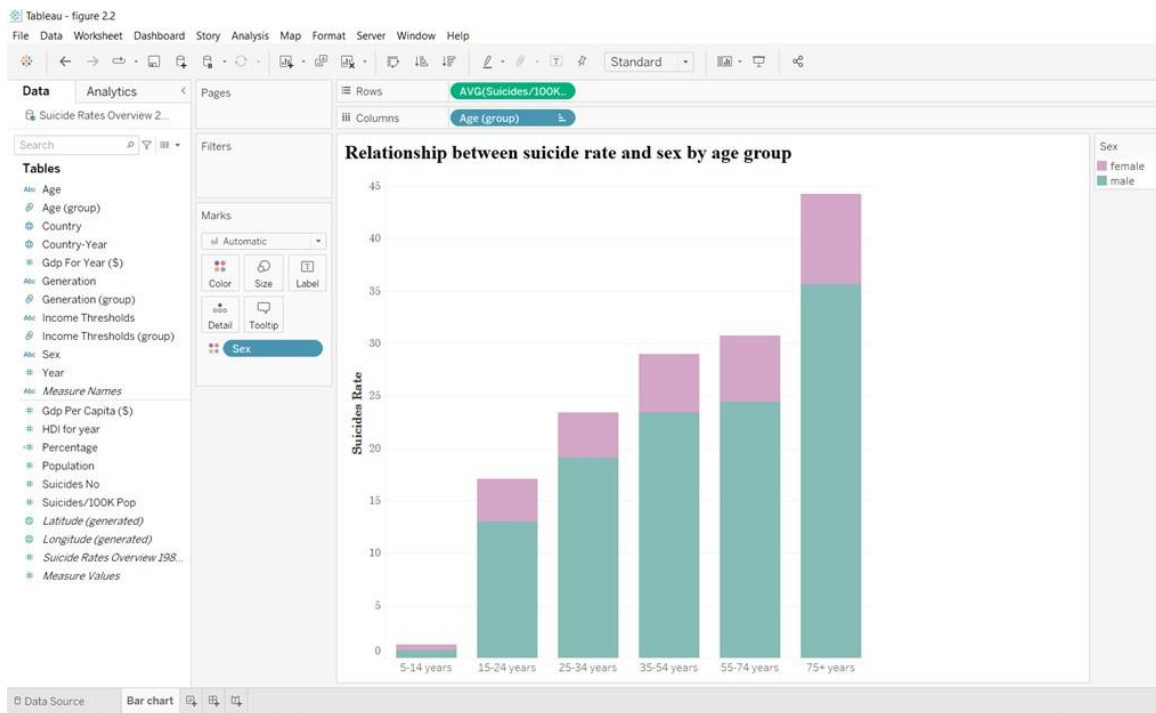 Tableau - figure 2.2
File Data Worksheet Dashboard Story Analysis Map Format Server Window Help
Standard
Data Analytics
Suicide Rates Overview 2...
Search
Tables
Abc Age
Age (group)
Country
Country-Year
# Gdp For Year ($)
Abc Generation
Generation (group)
Abc Income Thresholds
Income Thresholds (group)
Abc Sex
# Year
Abc Measure Names
# Gdp Per Capita ($)
# HDI for year
=# Percentage
# Population
# Suicides No
# Suicides/100K Pop
Latitude (generated)
Longitude (generated)
# Suicide Rates Overview 198...
# Measure Values
Pages
Filters
Marks
Automatic
Color Size Label
Detail Tooltip
Sex
Rows AVG(Suicides/100K..
Columns Age (group)
Relationship between suicide rate and sex by age group
Suicides Rate
45
40
35
30
25
20
15
10
5
0
5-14 years 15-24 years 25-34 years 35-54 years 55-74 years 75+ years
Sex
female
male
Data Source Bar chart